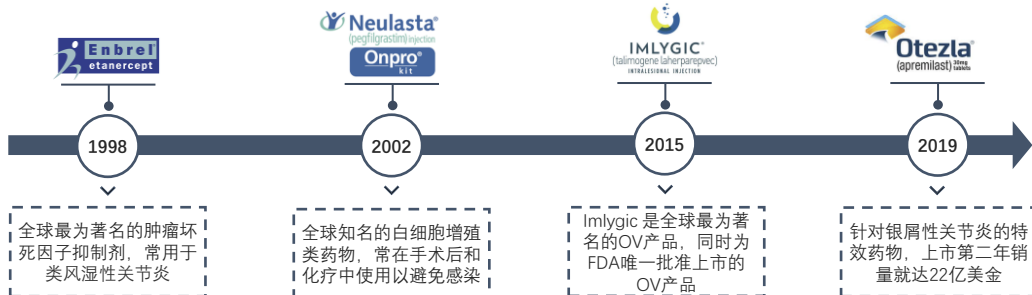 Enbrel®
etanercept
Neulasta®
(pegfilgrastim) injection
Onpro®
kit
IMLYGIC®
(talimogene laherparepvec)
INTRALESIONAL INJECTION
Otezla®
(apremilast) 30mg tablets
1998
2002
2015
2019
全球最为著名的肿瘤坏
死因子抑制剂，常用于
类风湿性关节炎
全球知名的白细胞增殖
类药物，常在手术后和
化疗中使用以避免感染
Imlygic 是全球最为著
名的OV产品，同时为
FDA唯一批准上市的
OV产品
针对银屑性关节炎的特
效药物，上市第二年销
量就达22亿美金